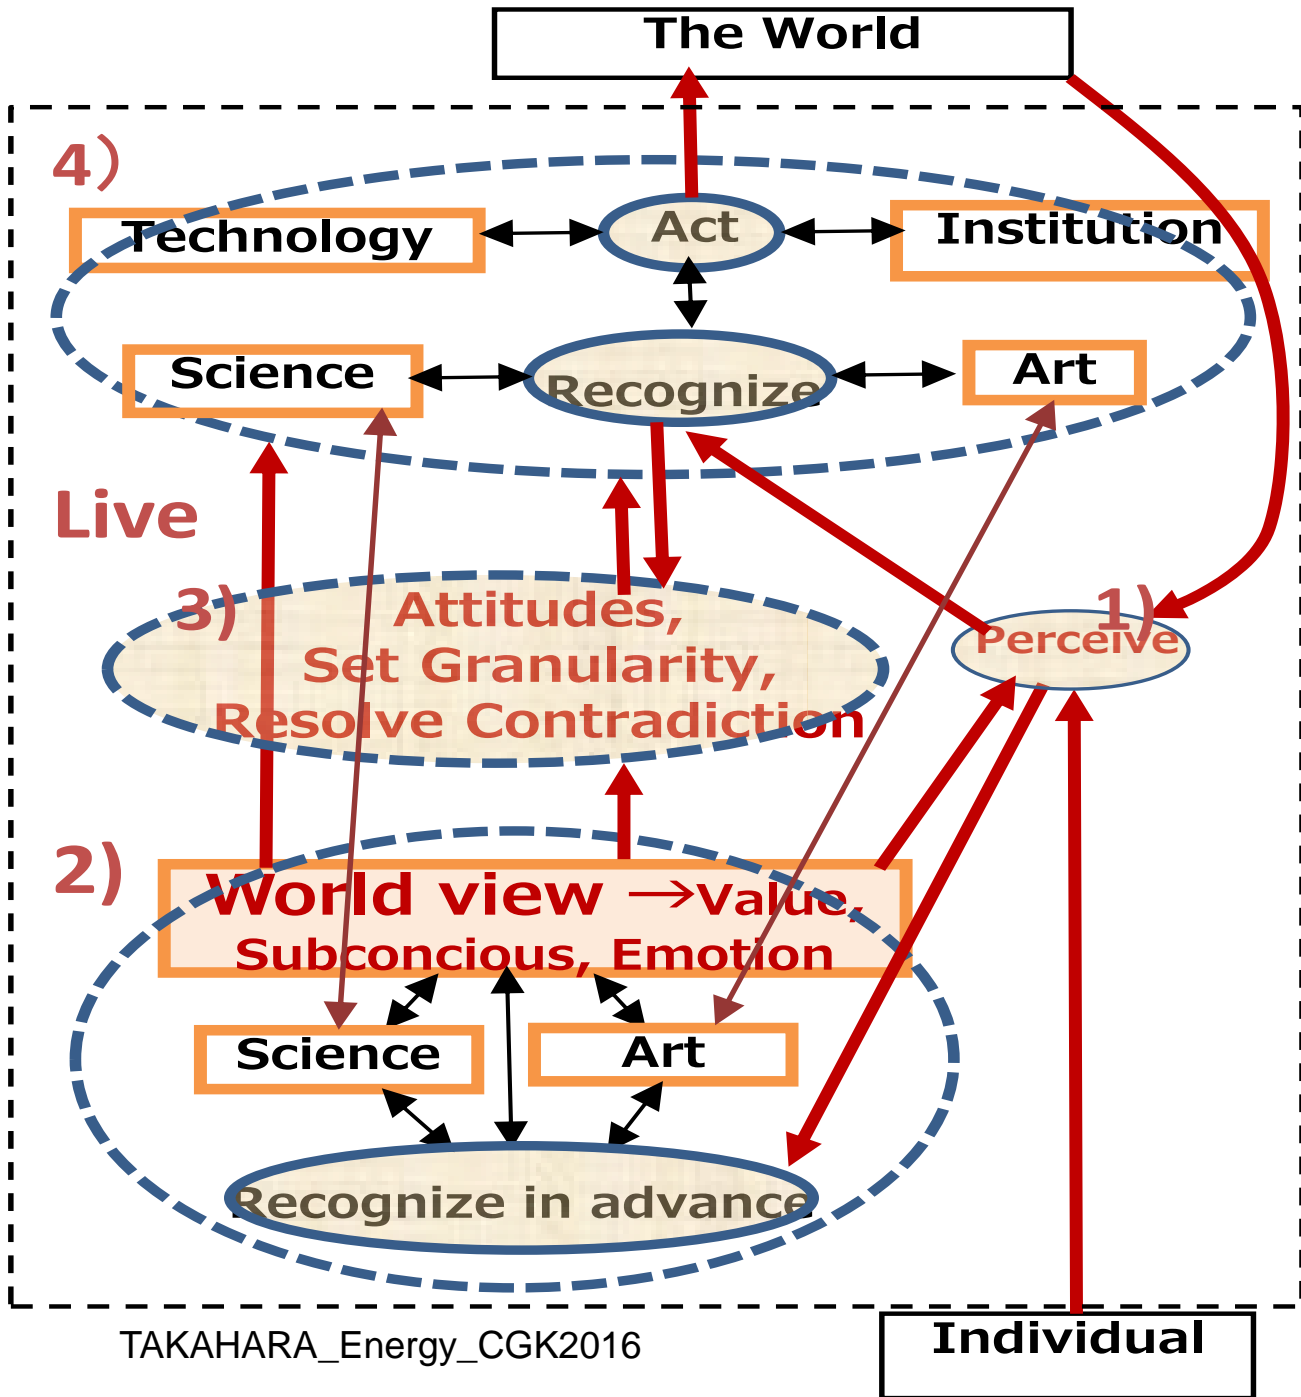 The World
4)
Technology
Act
Institution
Science
Recognize
Art
Live
3)
Attitudes,
Set Granularity,
Resolve Contradiction
1)
Perceive
2)
World view →Value,
Subconcious, Emotion
Science
Art
Recognize in advance
TAKAHARA_Energy_CGK2016
Individual